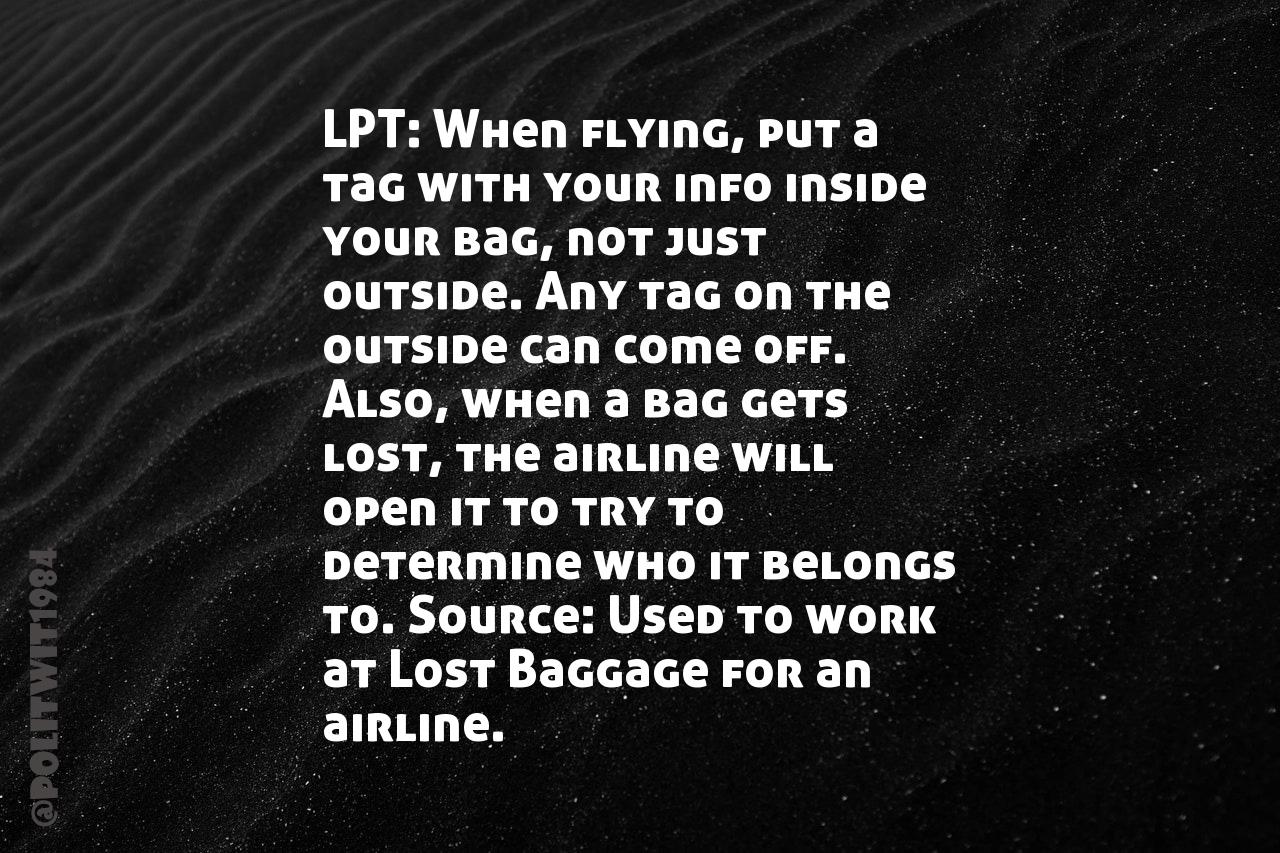 LPT: When flying, put a
tag with your info inside
your bag, not just
outside. Any tag on the
outside can come off.
Also, when a bag gets
lost, the airline will
open it to try to
determine who it belongs
to. Source: Used to work
at Lost Baggage for an
airline.
@politwit1984